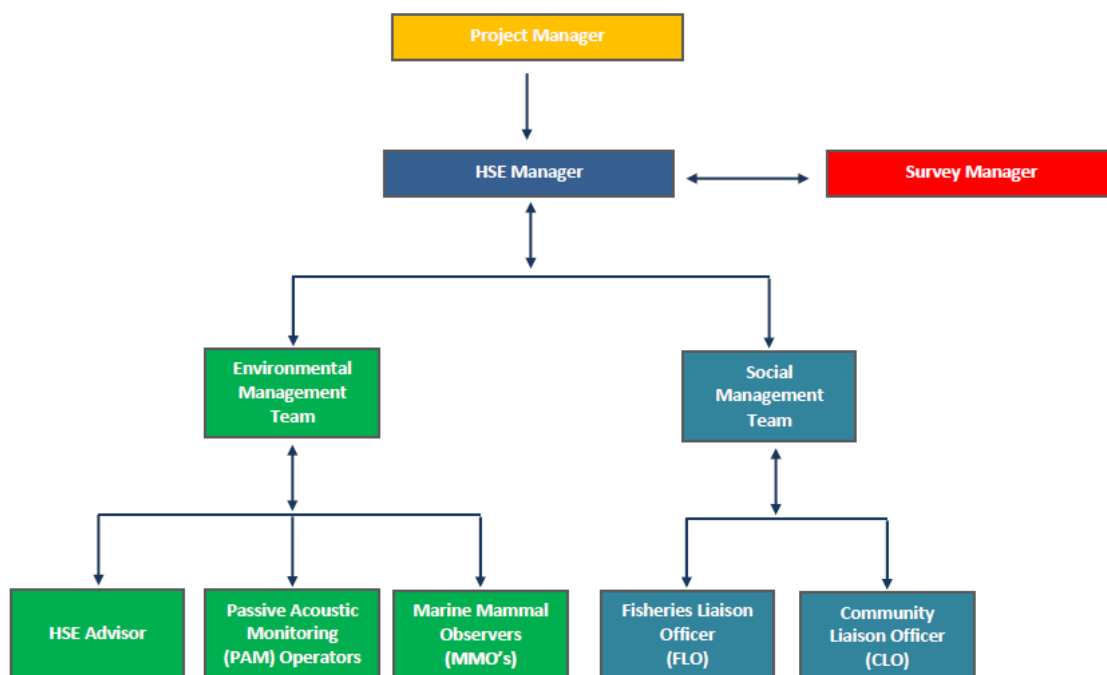 Project Manager
HSE Manager
Survey Manager
Environmental
Management
Team
Social
Management
Team
HSE Advisor
Passive Acoustic
Monitoring
(PAM) Operators
Marine Mammal
Observers
(MMO's)
Fisheries Liaison
Officer
(FLO)
Community
Liaison Officer
(CLO)